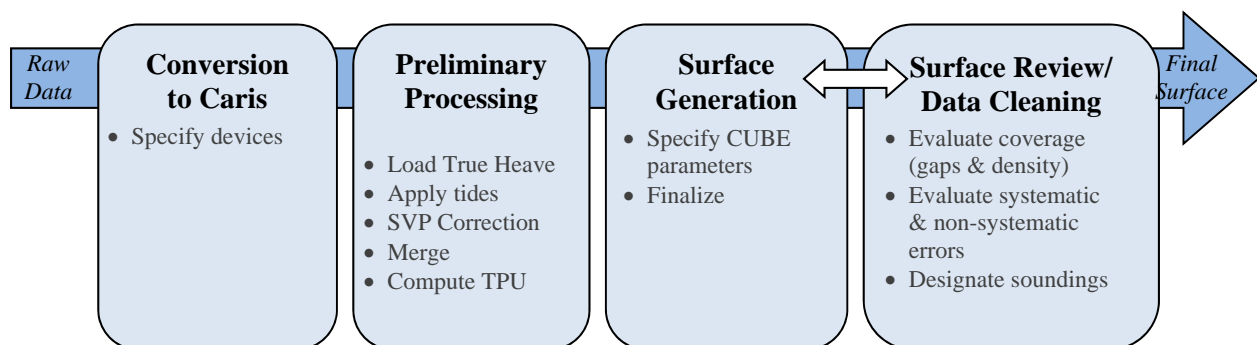 Raw
Data
Conversion
to Caris
• Specify devices
Preliminary
Processing
• Load True Heave
• Apply tides
• SVP Correction
• Merge
• Compute TPU
Surface
Generation
• Specify CUBE
parameters
• Finalize
Surface Review/
Data Cleaning
• Evaluate coverage
(gaps & density)
• Evaluate systematic
& non-systematic
errors
• Designate soundings
Final
Surface